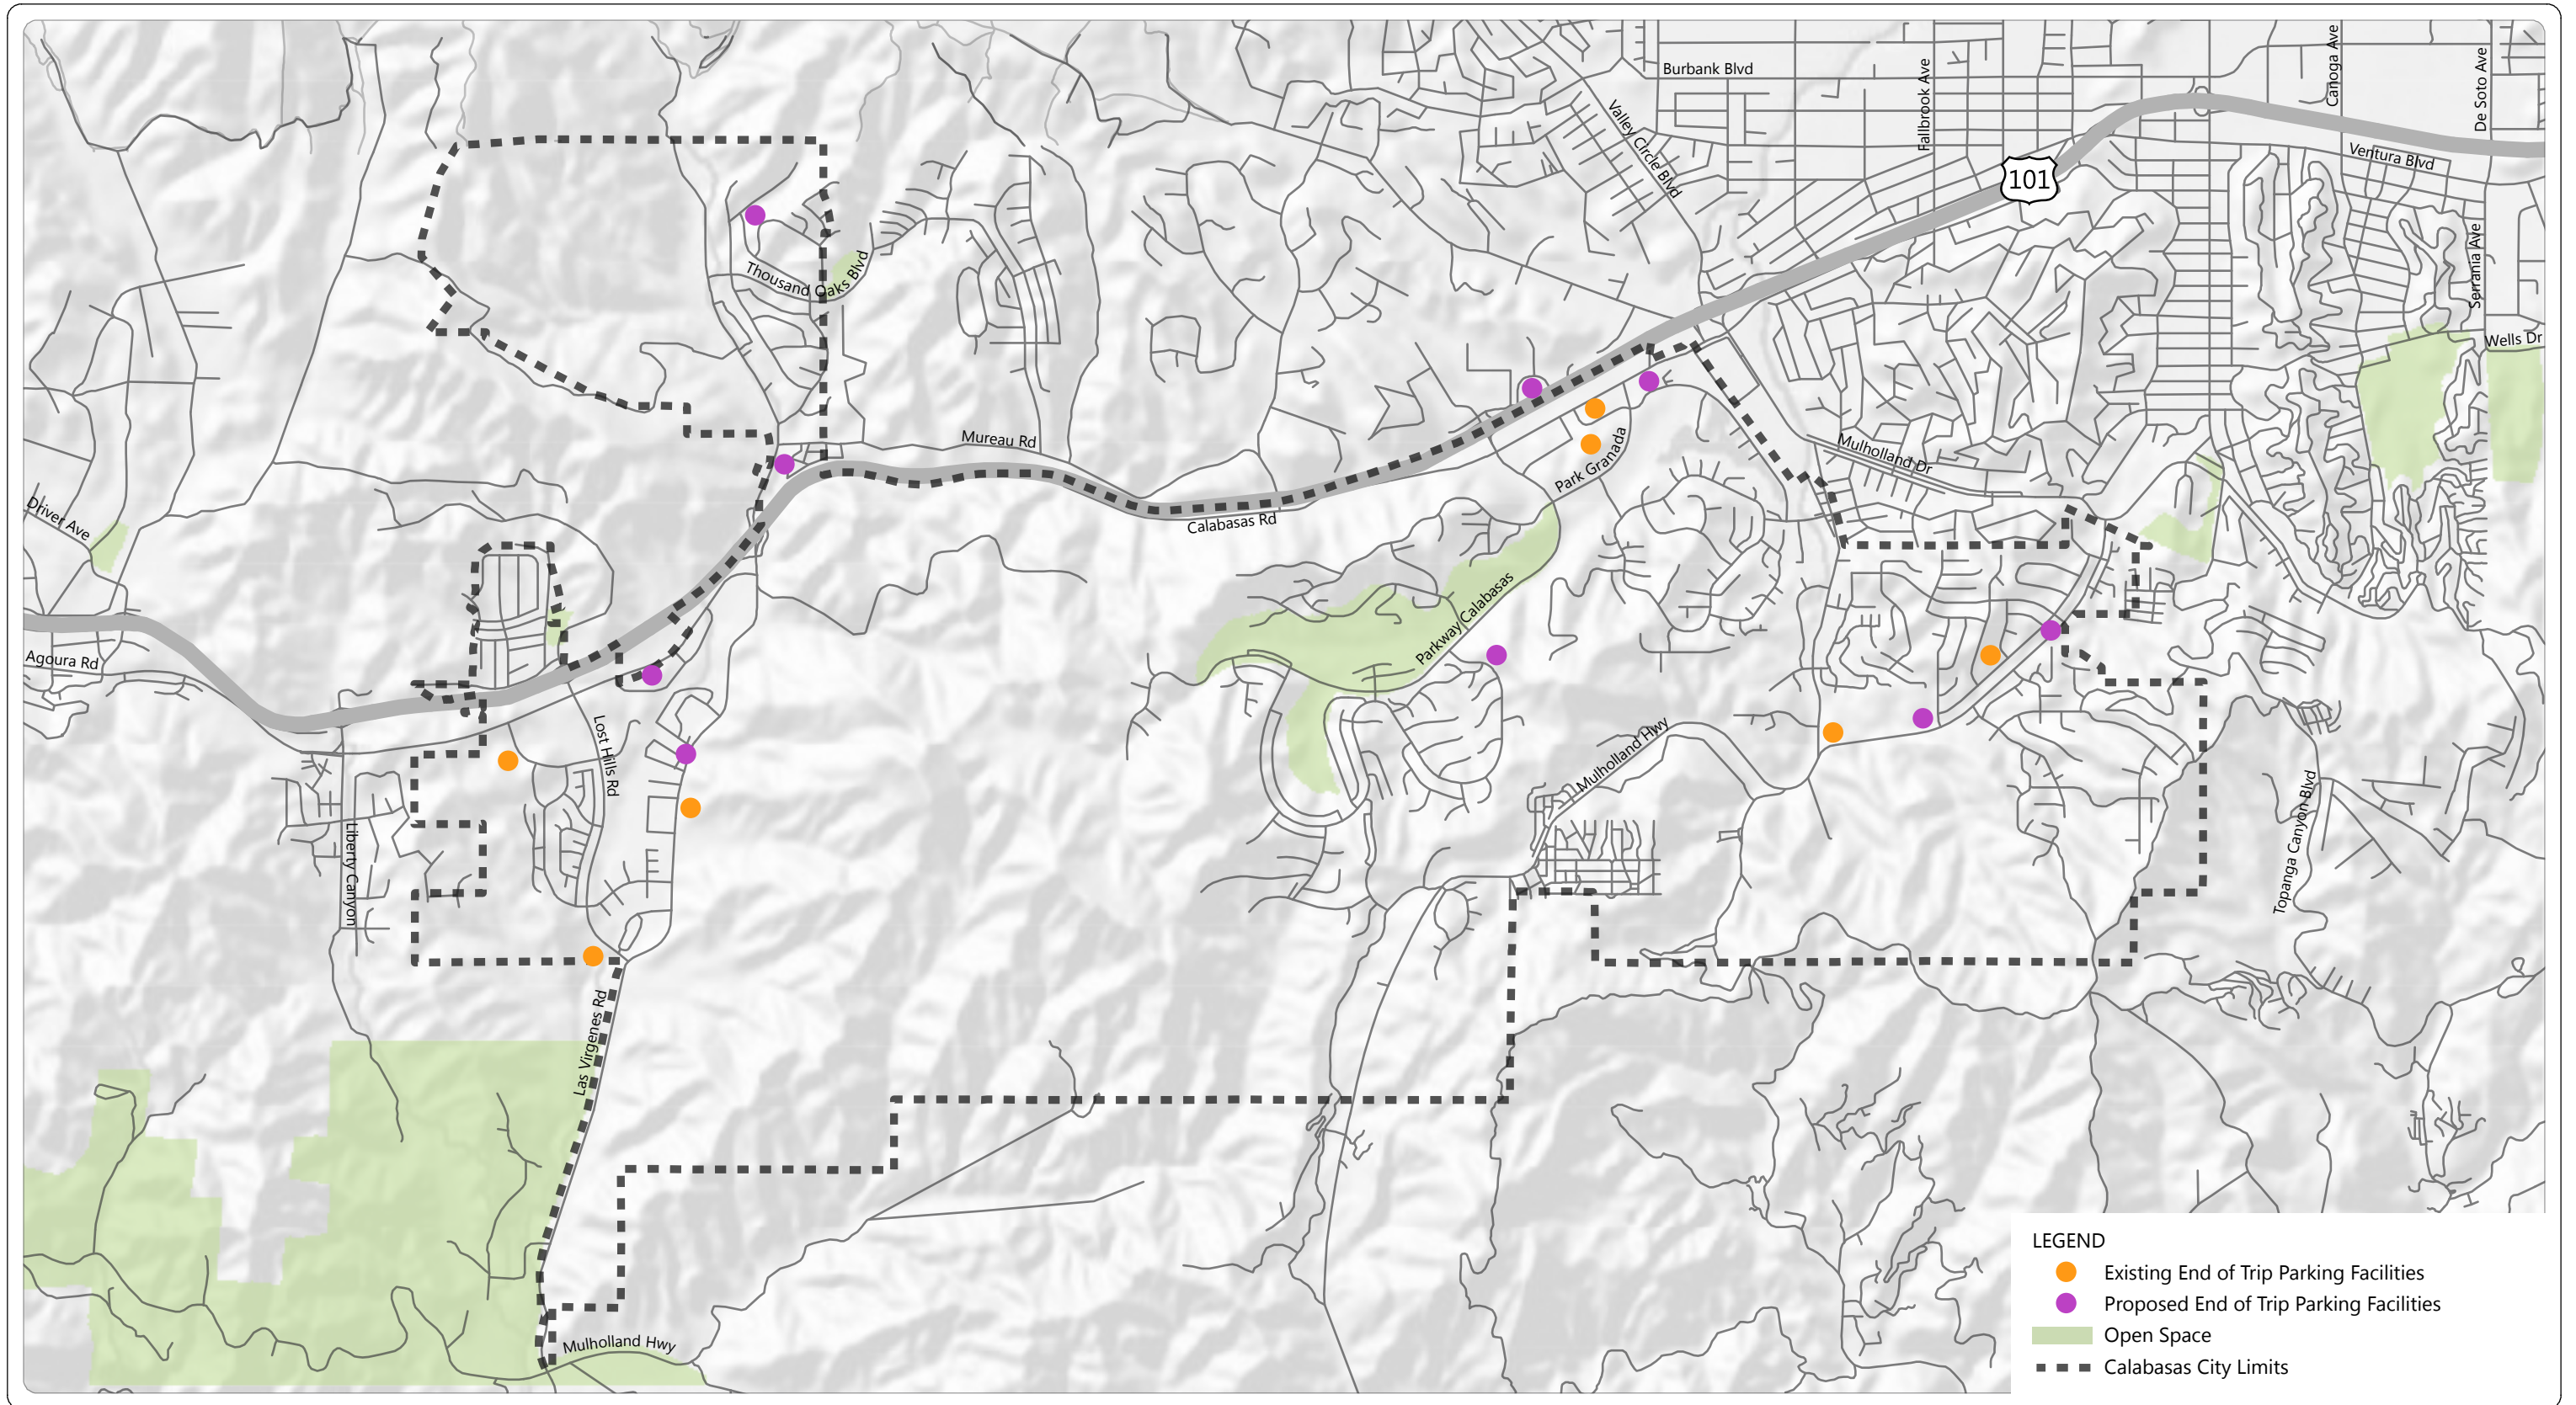 Burbank Blvd
Valley Circle Blvd
Fallbrook Ave
Canoga Ave
De Soto Ave
Ventura Blvd
101
Serrania Ave
Wells Dr
Thousand Oaks Blvd
Mureau Rd
Calabasas Rd
Park Granada
Mulholland Dr
Driver Ave
Agoura Rd
Parkway Calabasas
Lost Hills Rd
Mulholland Hwy
Liberty Canyon
Topanga Canyon Blvd
Las Virgenes Rd
Mulholland Hwy
LEGEND
Existing End of Trip Parking Facilities
Proposed End of Trip Parking Facilities
Open Space
Calabasas City Limits